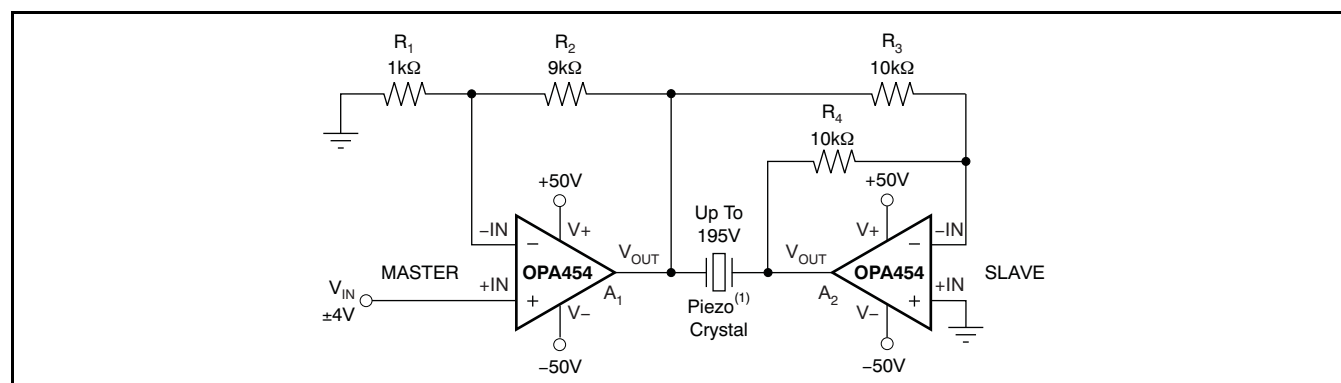 R1
1kΩ
R2
9kΩ
R3
10kΩ
R4
10kΩ
+50V
Up To
195V
+50V
−IN
V+
VOUT
VOUT
V+
−IN
MASTER
OPA454
OPA454
SLAVE
VIN
±4V
+IN
A1
Piezo(1)
Crystal
A2
+IN
V−
V−
−50V
−50V
−
+
−
+